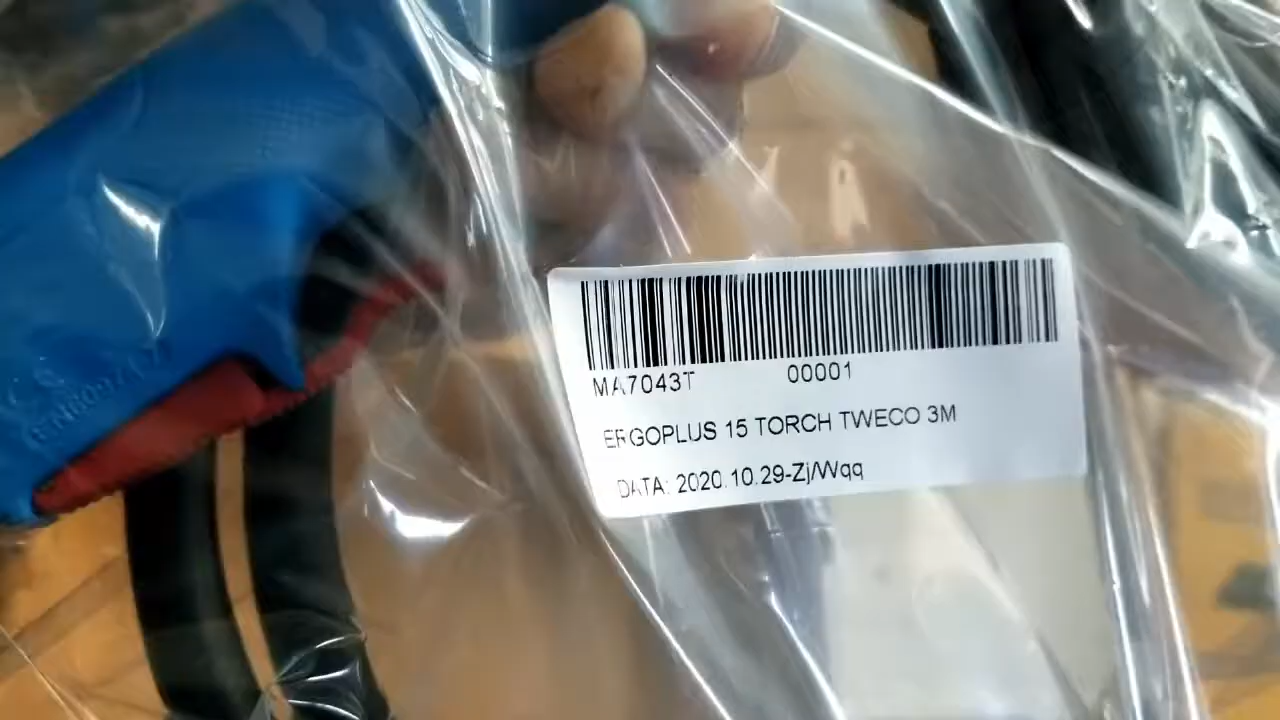 MA7043T 00001
ERGOPLUS 15 TORCH TWECO 3M
DATA: 2020.10.29-Zj/Wqq